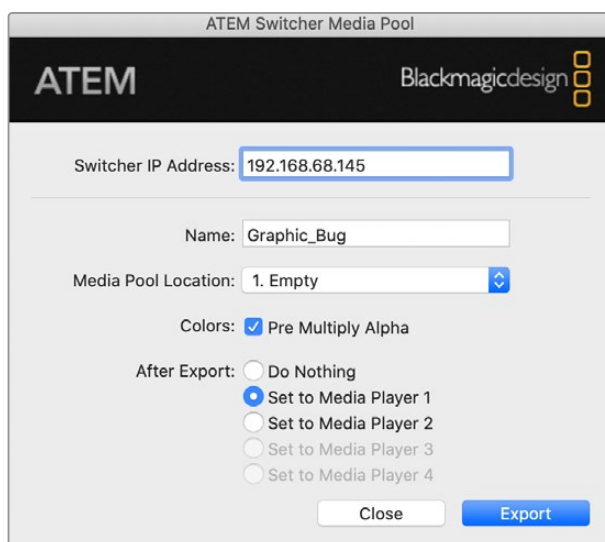 ATEM Switcher Media Pool
ATEM
Blackmagicdesign
Switcher IP Address: 192.168.68.145
Name: Graphic_Bug
Media Pool Location: 1. Empty
Colors: Pre Multiply Alpha
After Export: Do Nothing
Set to Media Player 1
Set to Media Player 2
Set to Media Player 3
Set to Media Player 4
Close Export